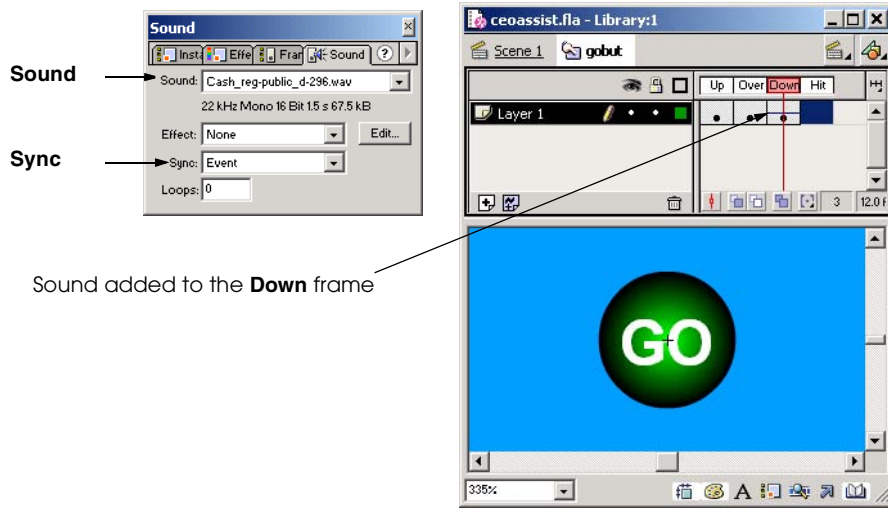 Sound
Inst
Effe
Fran
Sound
?
Sound
Sound: Cash_reg-public_d-296.wav
22 kHz Mono 16 Bit 1.5 s 67.5 kB
Effect: None
Edit...
Sync
Sync: Event
Loops: 0
Sound added to the Down frame
ceoassist.fla - Library:1
Scene 1 gobut
Up Over Down Hit
Layer 1
3 12.0 f
GO
335%
A